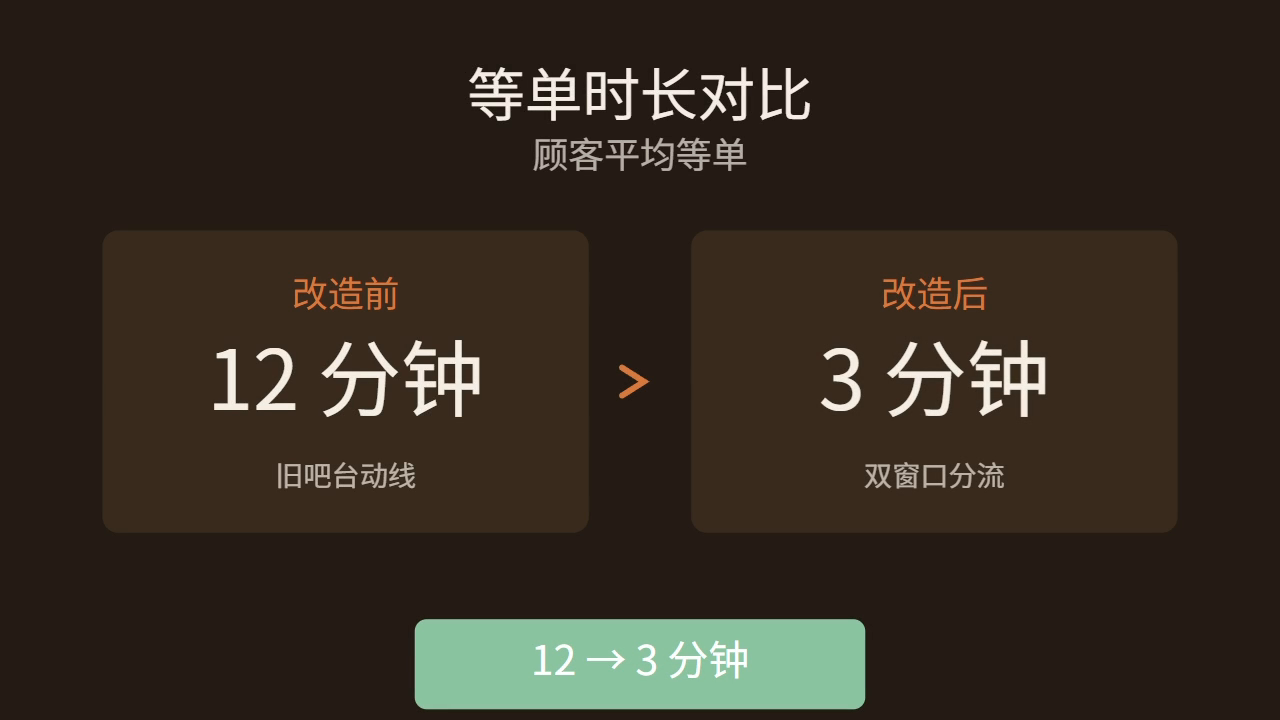 等单时长对比
顾客平均等单
改造前
12 分钟
旧吧台动线
>
改造后
3 分钟
双窗口分流
12 → 3 分钟